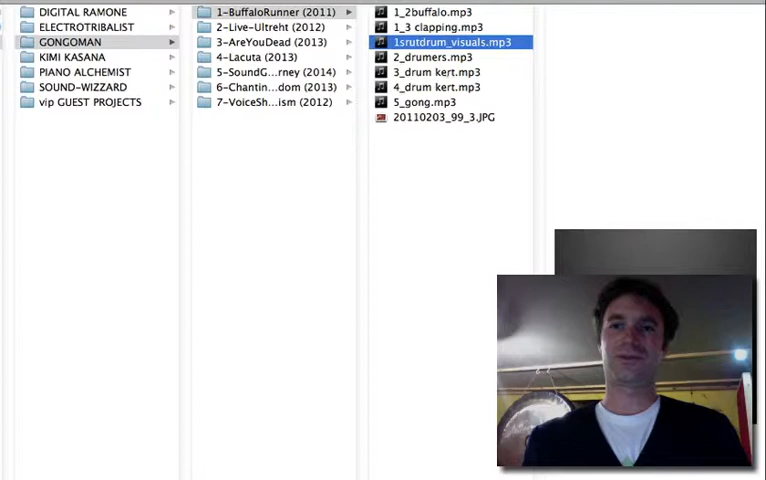 DIGITAL RAMONE
ELECTROTRIBALIST
GONGOMAN
KIMI KASANA
PIANO ALCHEMIST
SOUND-WIZZARD
vip GUEST PROJECTS
1-BuffaloRunner (2011)
2-Live-Ultreht (2012)
3-AreYouDead (2013)
4-Lacuta (2013)
5-SoundG...rney (2014)
6-Chantin...dom (2013)
7-VoiceSh...ism (2012)
1_2buffalo.mp3
1_3 clapping.mp3
1srutdrum_visuals.mp3
2_drumers.mp3
3_drum kert.mp3
4_drum kert.mp3
5_gong.mp3
20110203_99_3.JPG